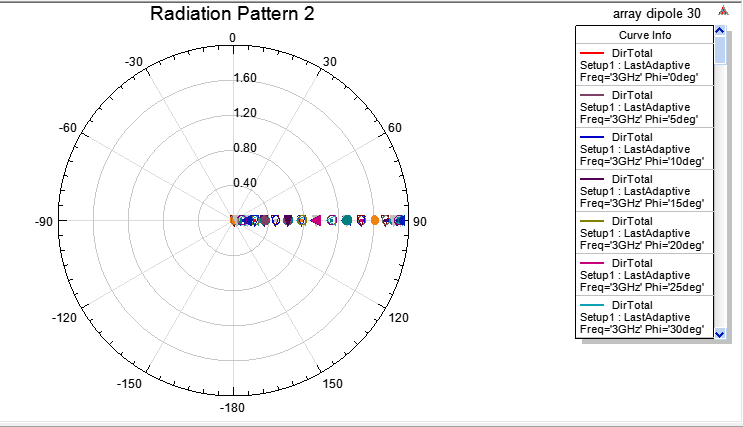 Radiation Pattern 2
array dipole 30
0
-30
30
1.60
-60
1.20
60
0.80
0.40
-90
90
-120
120
-150
150
-180
Curve Info
DirTotal
Setup1 : LastAdaptive
Freq='3GHz' Phi='0deg'
DirTotal
Setup1 : LastAdaptive
Freq='3GHz' Phi='5deg'
DirTotal
Setup1 : LastAdaptive
Freq='3GHz' Phi='10deg'
DirTotal
Setup1 : LastAdaptive
Freq='3GHz' Phi='15deg'
DirTotal
Setup1 : LastAdaptive
Freq='3GHz' Phi='20deg'
DirTotal
Setup1 : LastAdaptive
Freq='3GHz' Phi='25deg'
DirTotal
Setup1 : LastAdaptive
Freq='3GHz' Phi='30deg'